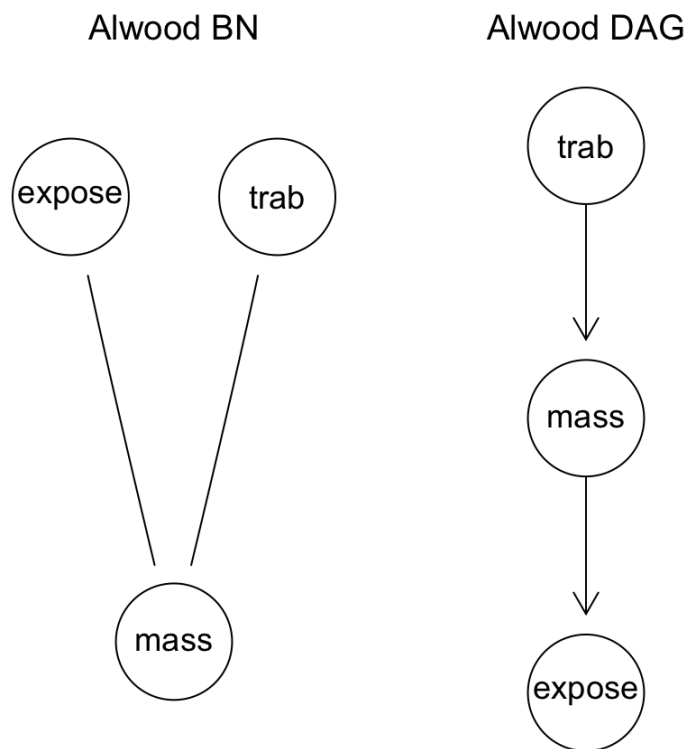 Alwood BN
expose
trab
mass
Alwood DAG
trab
mass
expose